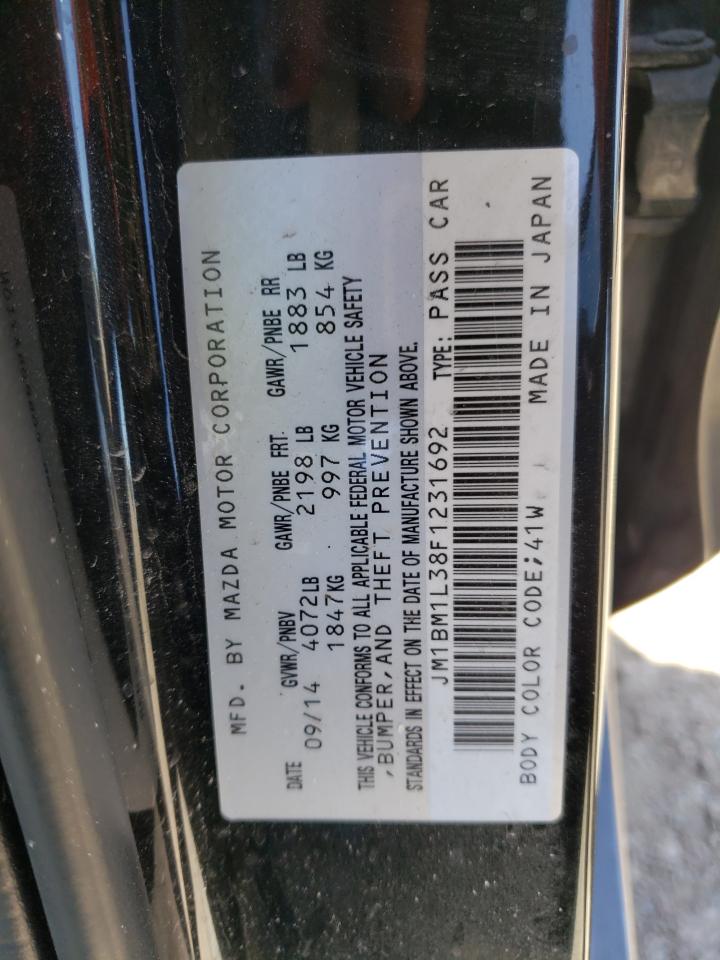 MFD. BY MAZDA MOTOR CORPORATION
DATE GVWR/PNBV GAWR/PNBE FRT. GAWR/PNBE RR
09/14 4072LB 2198 LB 1883 LB
1847KG 997 KG 854 KG
THIS VEHICLE CONFORMS TO ALL APPLICABLE FEDERAL MOTOR VEHICLE SAFETY
,BUMPER,AND THEFT PREVENTION
STANDARDS IN EFFECT ON THE DATE OF MANUFACTURE SHOWN ABOVE.
JM1BM1L38F1231692 TYPE: PASS CAR
BODY COLOR CODE;41W MADE IN JAPAN